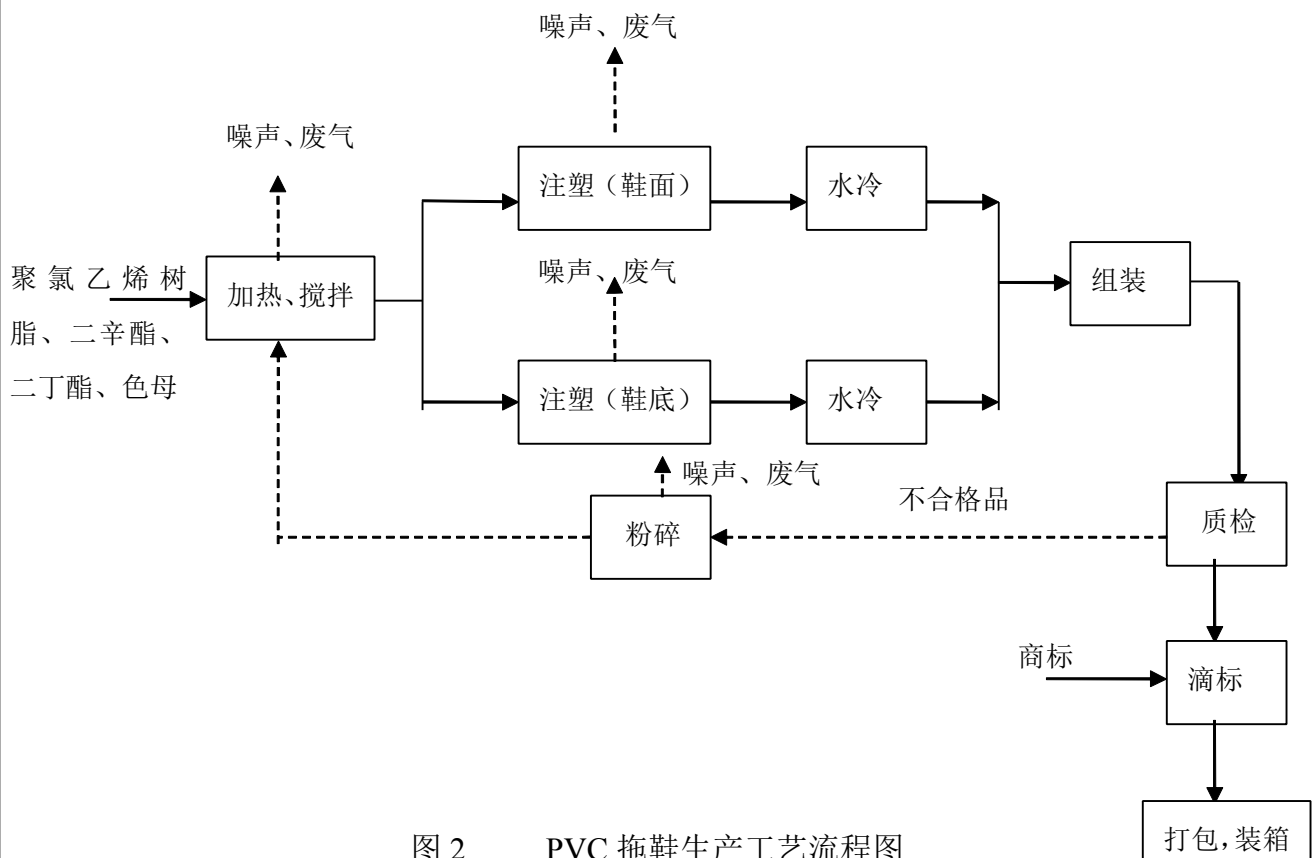 噪声、废气
噪声、废气
注塑（鞋面）
水冷
聚氯乙烯树
脂、二辛酯、
二丁酯、色母
加热、搅拌
噪声、废气
组装
注塑（鞋底）
水冷
噪声、废气
粉碎
不合格品
质检
商标
滴标
打包，装箱
图 2 PVC 拖鞋生产工艺流程图